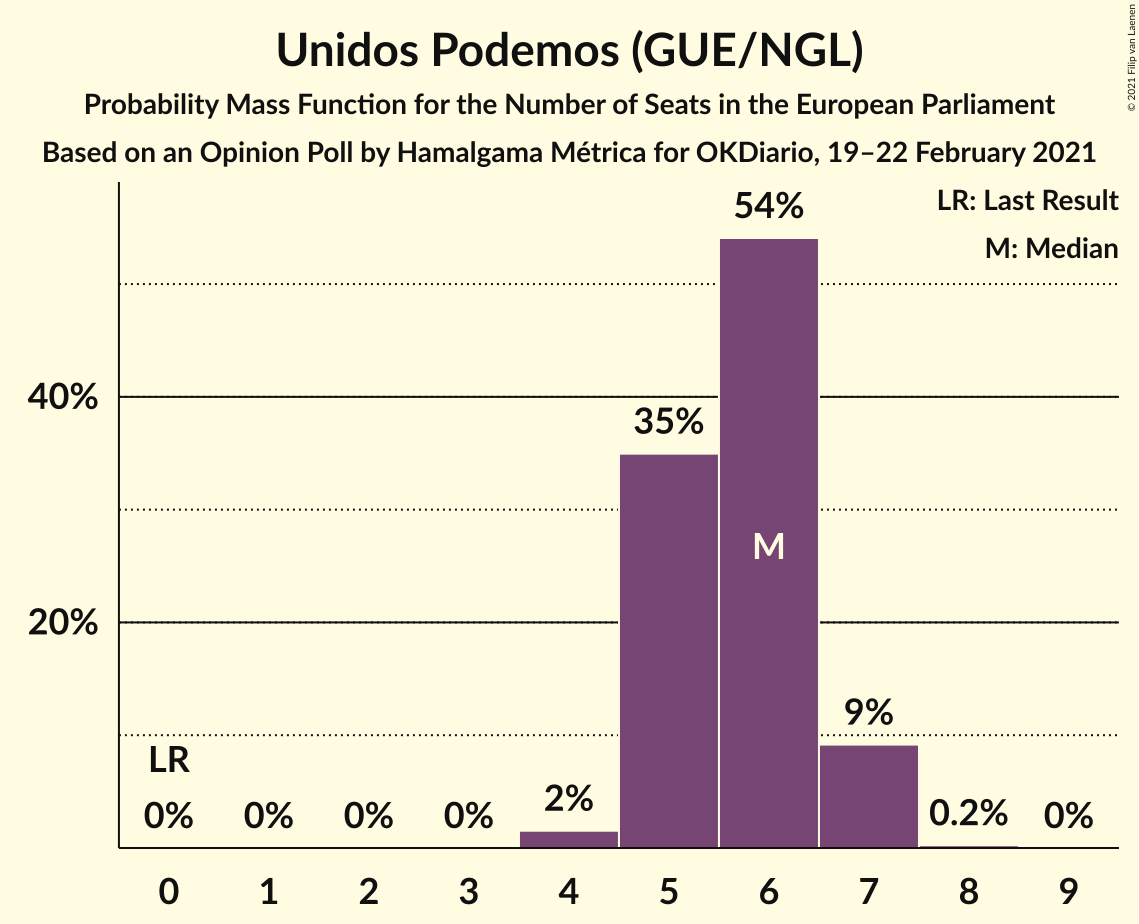 Unidos Podemos (GUE/NGL)
Probability Mass Function for the Number of Seats in the European Parliament
Based on an Opinion Poll by Hamalgama Métrica for OKDiario, 19–22 February 2021
© 2021 Filip van Laenen
LR: Last Result
M: Median
54%
40%
35%
M
20%
9%
LR
0%
0%
0%
0%
2%
0.2%
0%
0
1
2
3
4
5
6
7
8
9